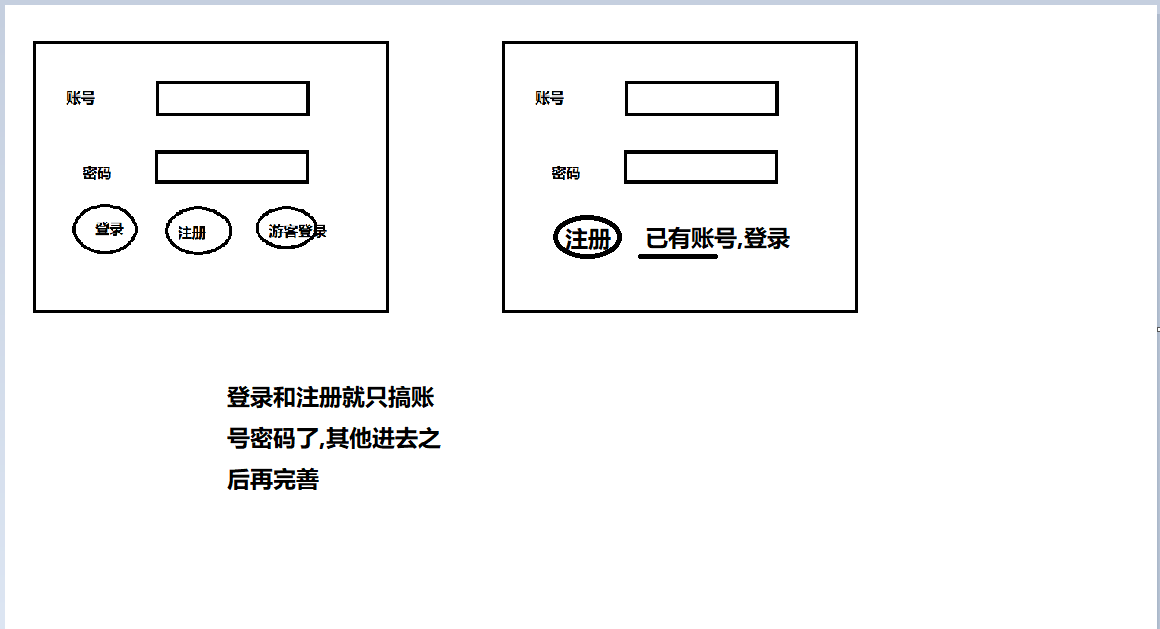 账号
密码
登录 注册 游客登录
账号
密码
注册 已有账号,登录
登录和注册就只搞账
号密码了,其他进去之
后再完善